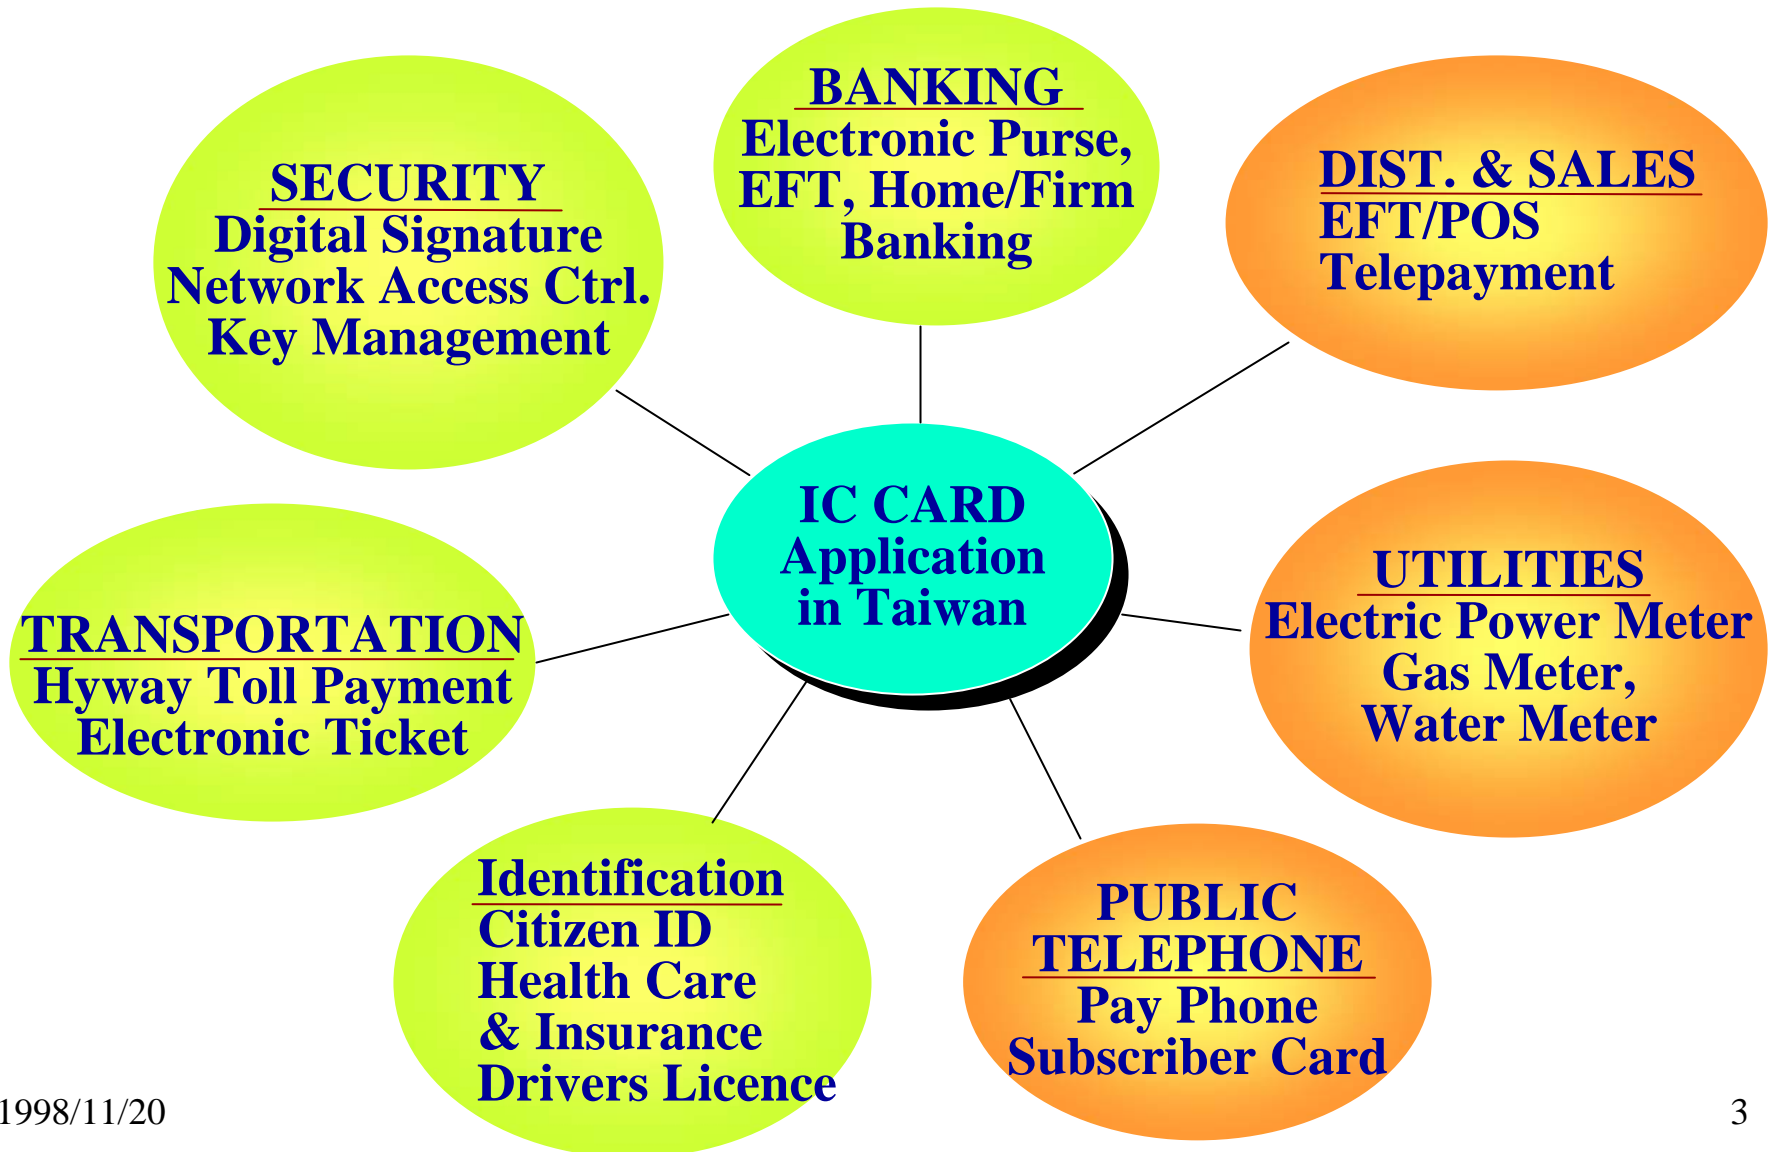 BANKING
Electronic Purse,
EFT, Home/Firm
Banking
SECURITY
Digital Signature
Network Access Ctrl.
Key Management
DIST. & SALES
EFT/POS
Telepayment
IC CARD
Application
in Taiwan
UTILITIES
Electric Power Meter
Gas Meter,
Water Meter
TRANSPORTATION
Hyway Toll Payment
Electronic Ticket
Identification
Citizen ID
Health Care
& Insurance
Drivers Licence
PUBLIC
TELEPHONE
Pay Phone
Subscriber Card
1998/11/20
3